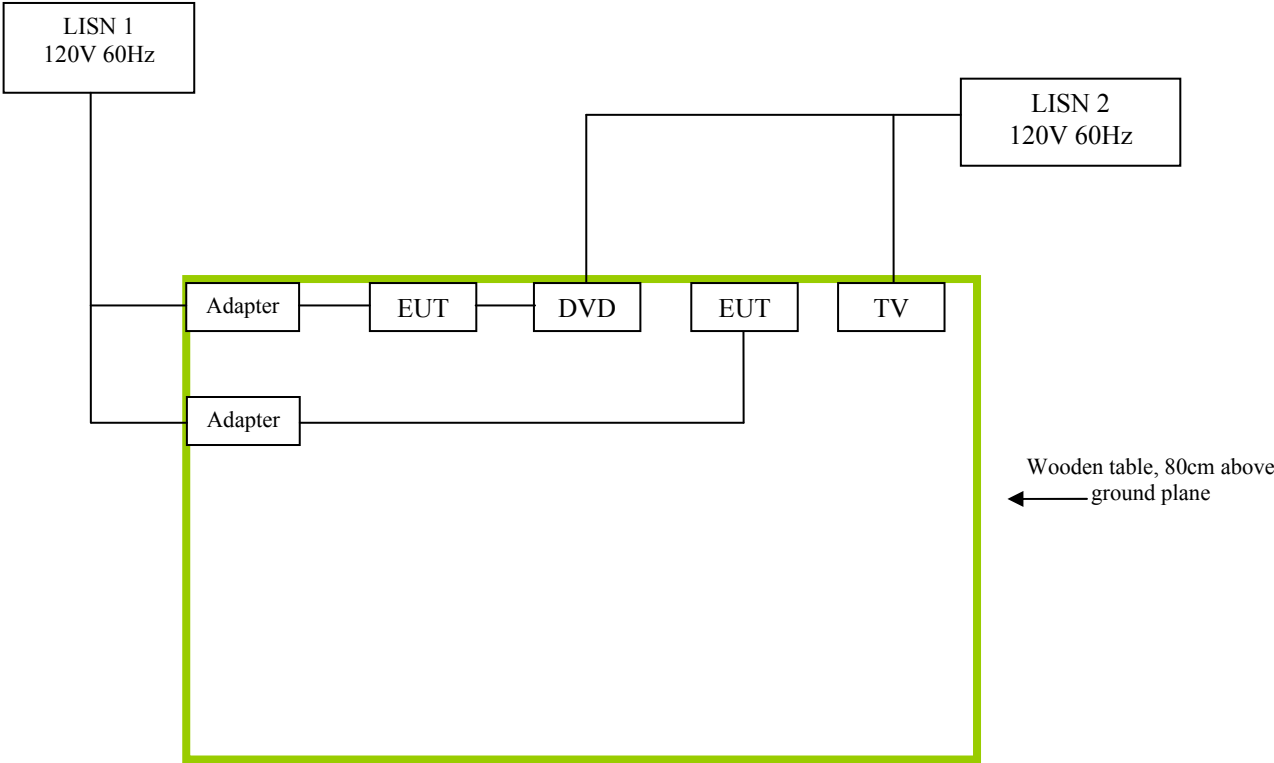 LISN 1
120V 60Hz
LISN 2
120V 60Hz
Adapter
EUT
DVD
EUT
TV
Adapter
Wooden table, 80cm above
ground plane